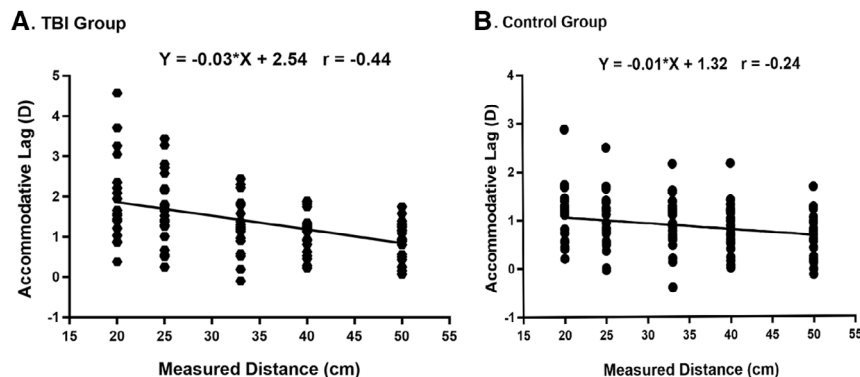 A. TBI Group
Y = -0.03*X + 2.54 r = -0.44
Accommodative Lag (D)
5
4
3
2
1
0
-1
15 20 25 30 35 40 45 50 55
Measured Distance (cm)
B. Control Group
Y = -0.01*X + 1.32 r = -0.24
Accommodative Lag (D)
4
3
2
1
0
-1
15 20 25 30 35 40 45 50 55
Measured Distance (cm)